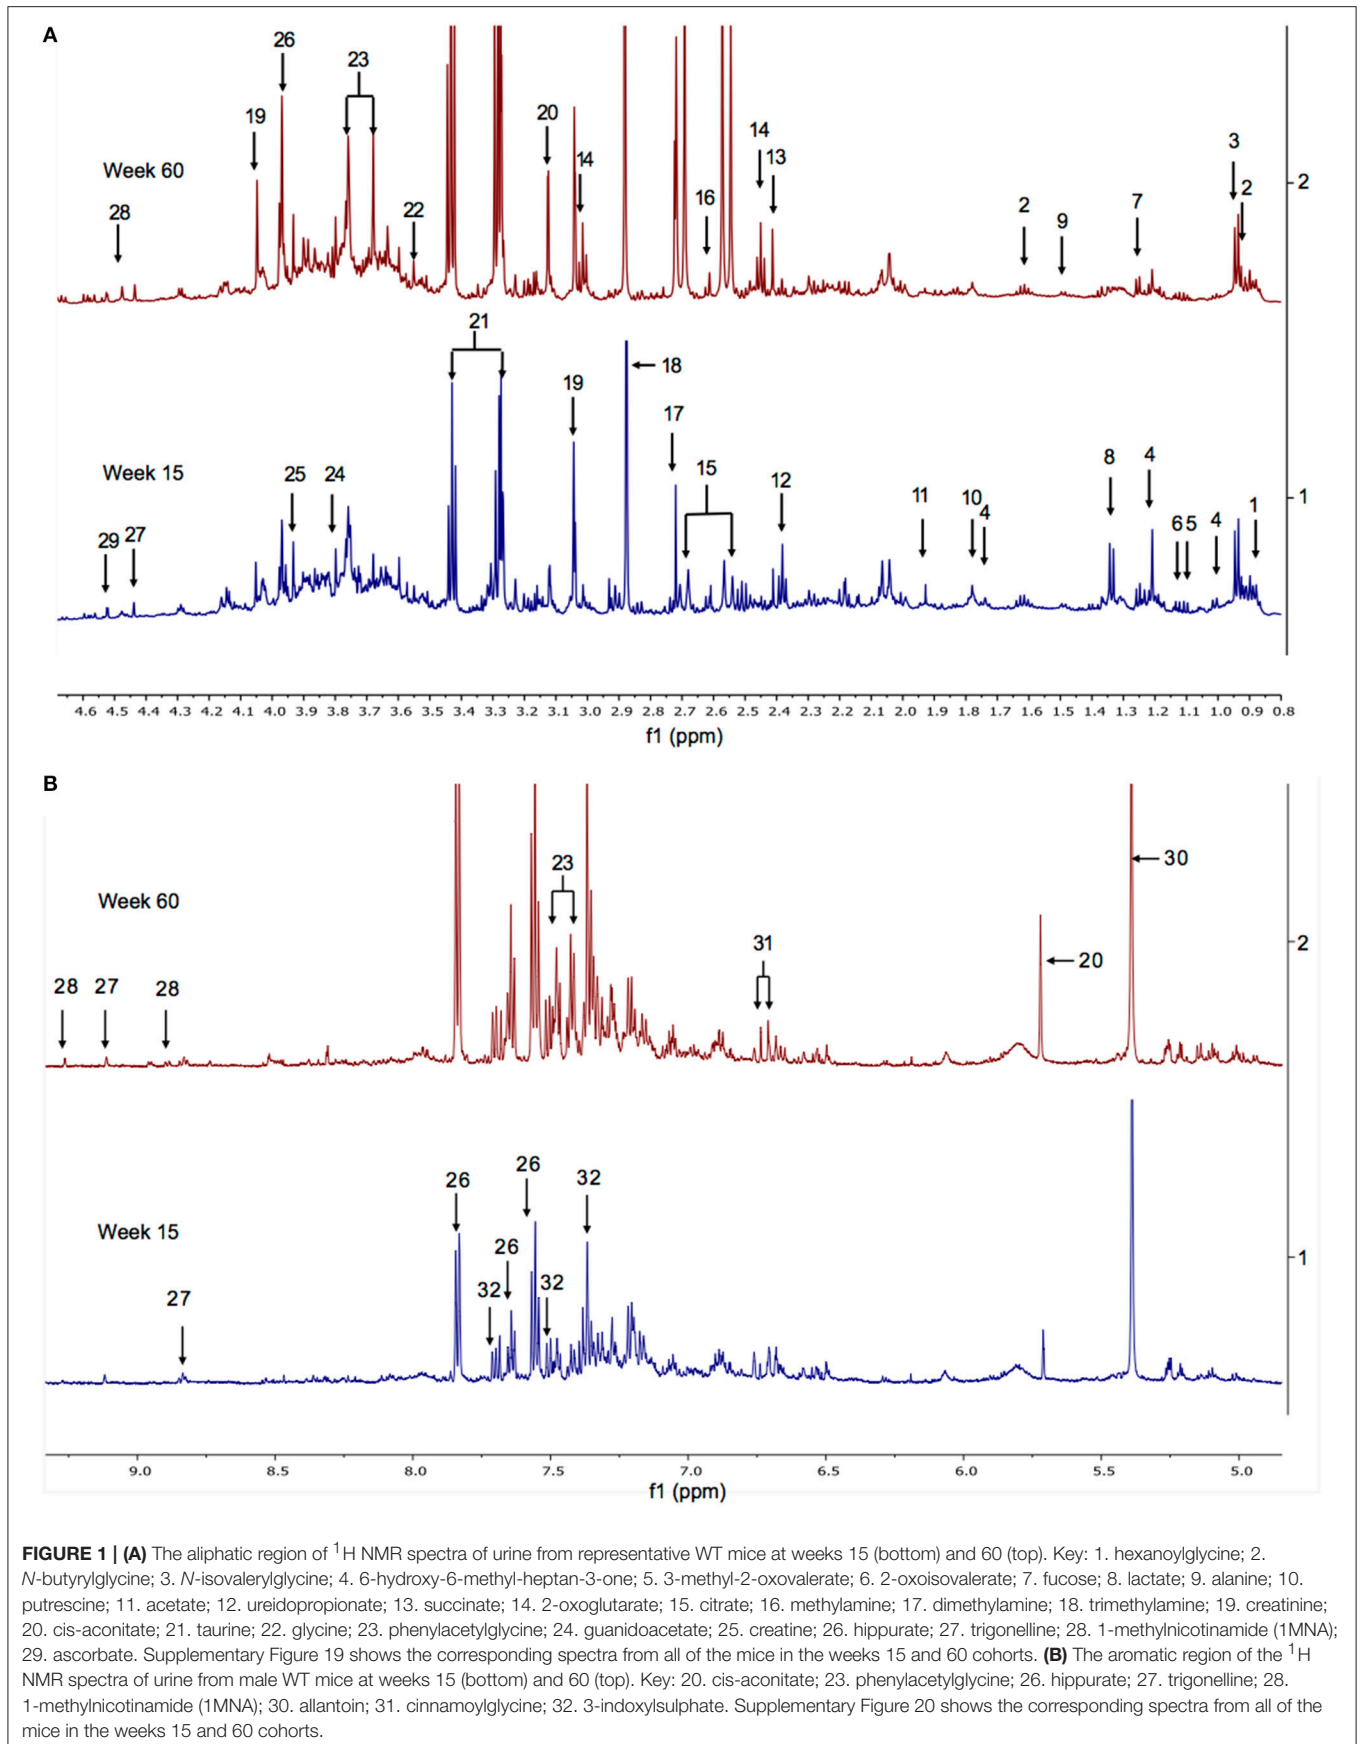 A
26
23
19
20
14
14
13
3
2
Week 60
28
22
16
2
9
7
2
21
18
19
17
15
12
8
4
Week 15
25
24
11
10
4
6
5
4
1
29
27
1
4.6 4.5 4.4 4.3 4.2 4.1 4.0 3.9 3.8 3.7 3.6 3.5 3.4 3.3 3.2 3.1 3.0 2.9 2.8 2.7 2.6 2.5 2.4 2.3 2.2 2.1 2.0 1.9 1.8 1.7 1.6 1.5 1.4 1.3 1.2 1.1 1.0 0.9 0.8
f1 (ppm)
B
23
30
Week 60
31
20
2
28
27
28
26
26
32
Week 15
26
32
32
27
1
9.0 8.5 8.0 7.5 7.0 6.5 6.0 5.5 5.0
f1 (ppm)
FIGURE 1 | (A) The aliphatic region of ¹H NMR spectra of urine from representative WT mice at weeks 15 (bottom) and 60 (top). Key: 1. hexanoylglycine; 2.
N-butyrylglycine; 3. N-isovalerylglycine; 4. 6-hydroxy-6-methyl-heptan-3-one; 5. 3-methyl-2-oxovalerate; 6. 2-oxoisovalerate; 7. fucose; 8. lactate; 9. alanine; 10.
putrescine; 11. acetate; 12. ureidopropionate; 13. succinate; 14. 2-oxoglutarate; 15. citrate; 16. methylamine; 17. dimethylamine; 18. trimethylamine; 19. creatinine;
20. cis-aconitate; 21. taurine; 22. glycine; 23. phenylacetylglycine; 24. guanidoacetate; 25. creatine; 26. hippurate; 27. trigonelline; 28. 1-methylnicotinamide (1MNA);
29. ascorbate. Supplementary Figure 19 shows the corresponding spectra from all of the mice in the weeks 15 and 60 cohorts. (B) The aromatic region of the ¹H
NMR spectra of urine from male WT mice at weeks 15 (bottom) and 60 (top). Key: 20. cis-aconitate; 23. phenylacetylglycine; 26. hippurate; 27. trigonelline; 28.
1-methylnicotinamide (1MNA); 30. allantoin; 31. cinnamoylglycine; 32. 3-indoxylsulphate. Supplementary Figure 20 shows the corresponding spectra from all of the
mice in the weeks 15 and 60 cohorts.